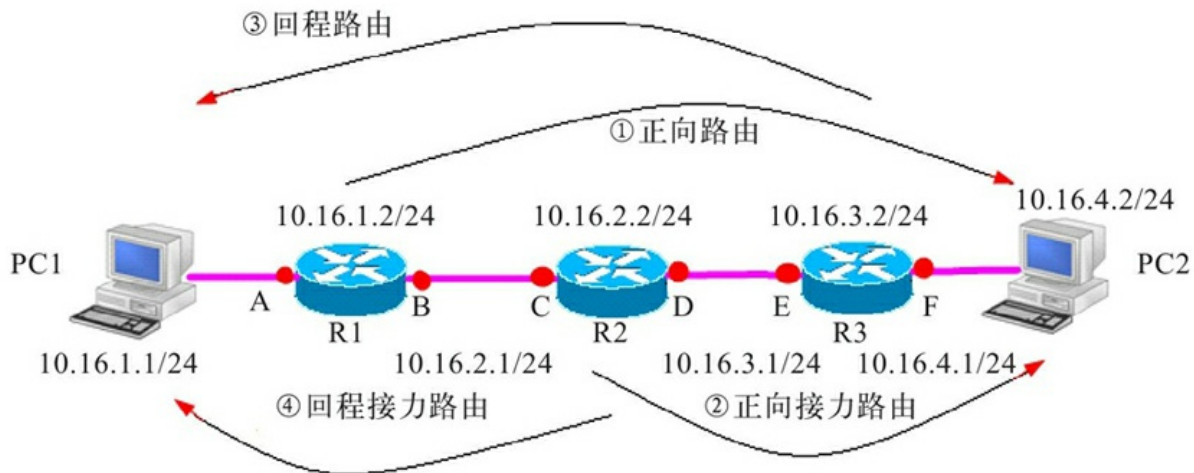 ③回程路由
①正向路由
10.16.4.2/24
10.16.1.2/24
10.16.2.2/24
10.16.3.2/24
PC1
PC2
A
B
C
D
E
F
R1
R2
R3
10.16.1.1/24
10.16.2.1/24
10.16.3.1/24
10.16.4.1/24
④回程接力路由
②正向接力路由